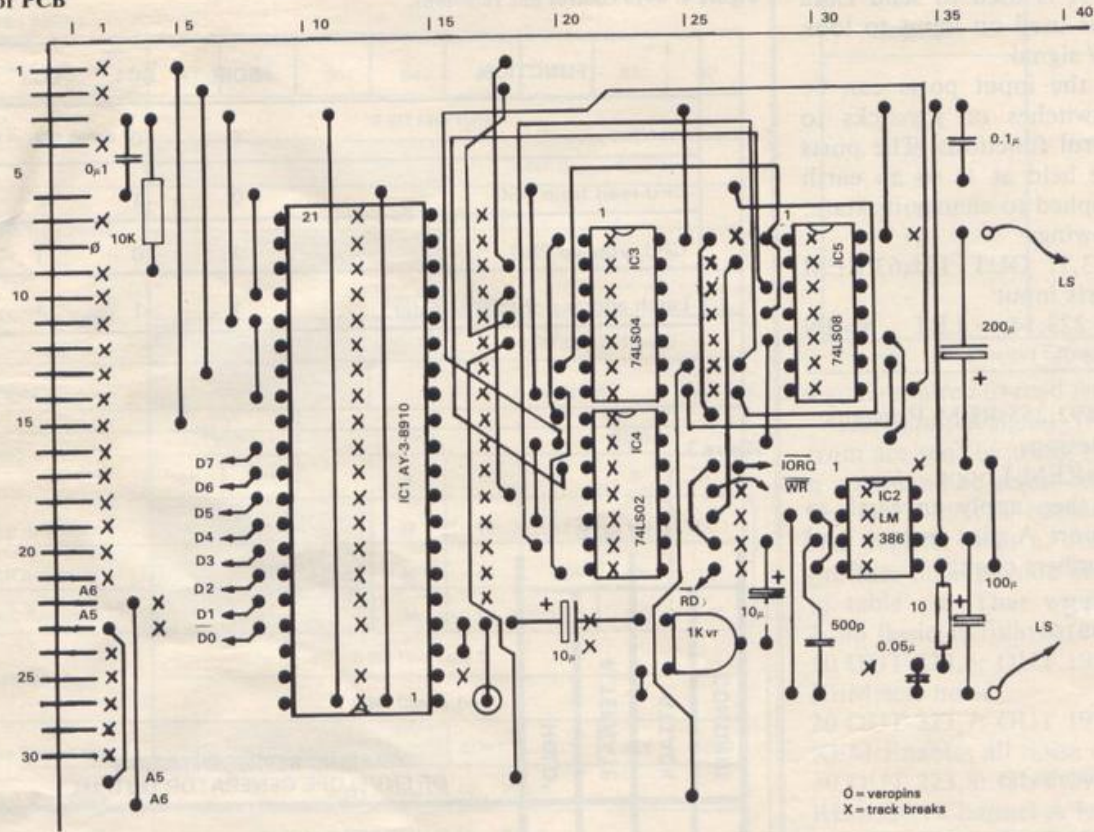 of PCB
1 5 10 15 20 25 30 35 40
1
5
Ø
10
15
20
25
30
0µ1
10K
21
IC1 AY-3-8910
1
D7
D6
D5
D4
D3
D2
D1
D0
A6
A5
A5
A6
1
IC3
74LS04
IC4
74LS02
1
IC5
74LS08
0.1µ
LS
200µ
+
IORQ
WR
1
IC2
LM
386
RD
+
10µ
1K vr
+
10µ
500p
0.05µ
10
+
100µ
LS
O = veropins
X = track breaks